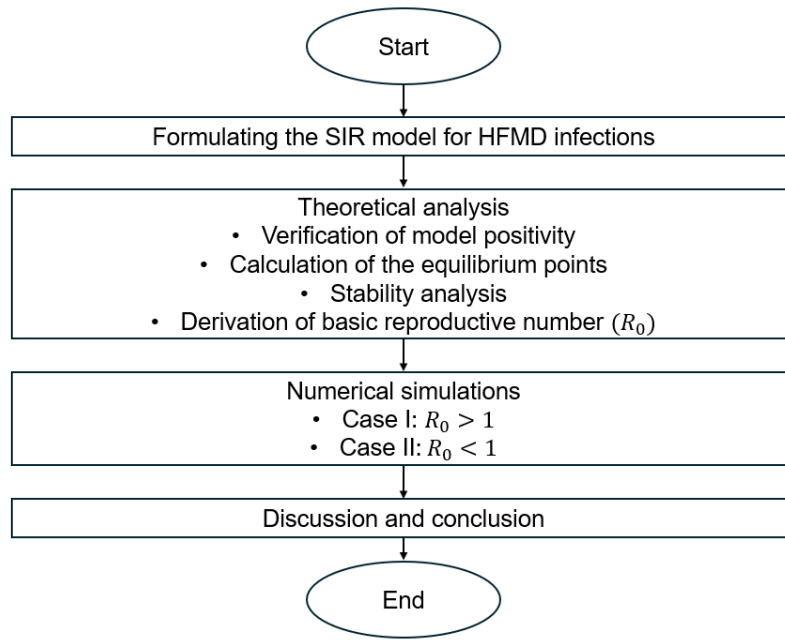 Start
Formulating the SIR model for HFMD infections
Theoretical analysis
• Verification of model positivity
• Calculation of the equilibrium points
• Stability analysis
• Derivation of basic reproductive number (R₀)
Numerical simulations
• Case I: R₀ > 1
• Case II: R₀ < 1
Discussion and conclusion
End